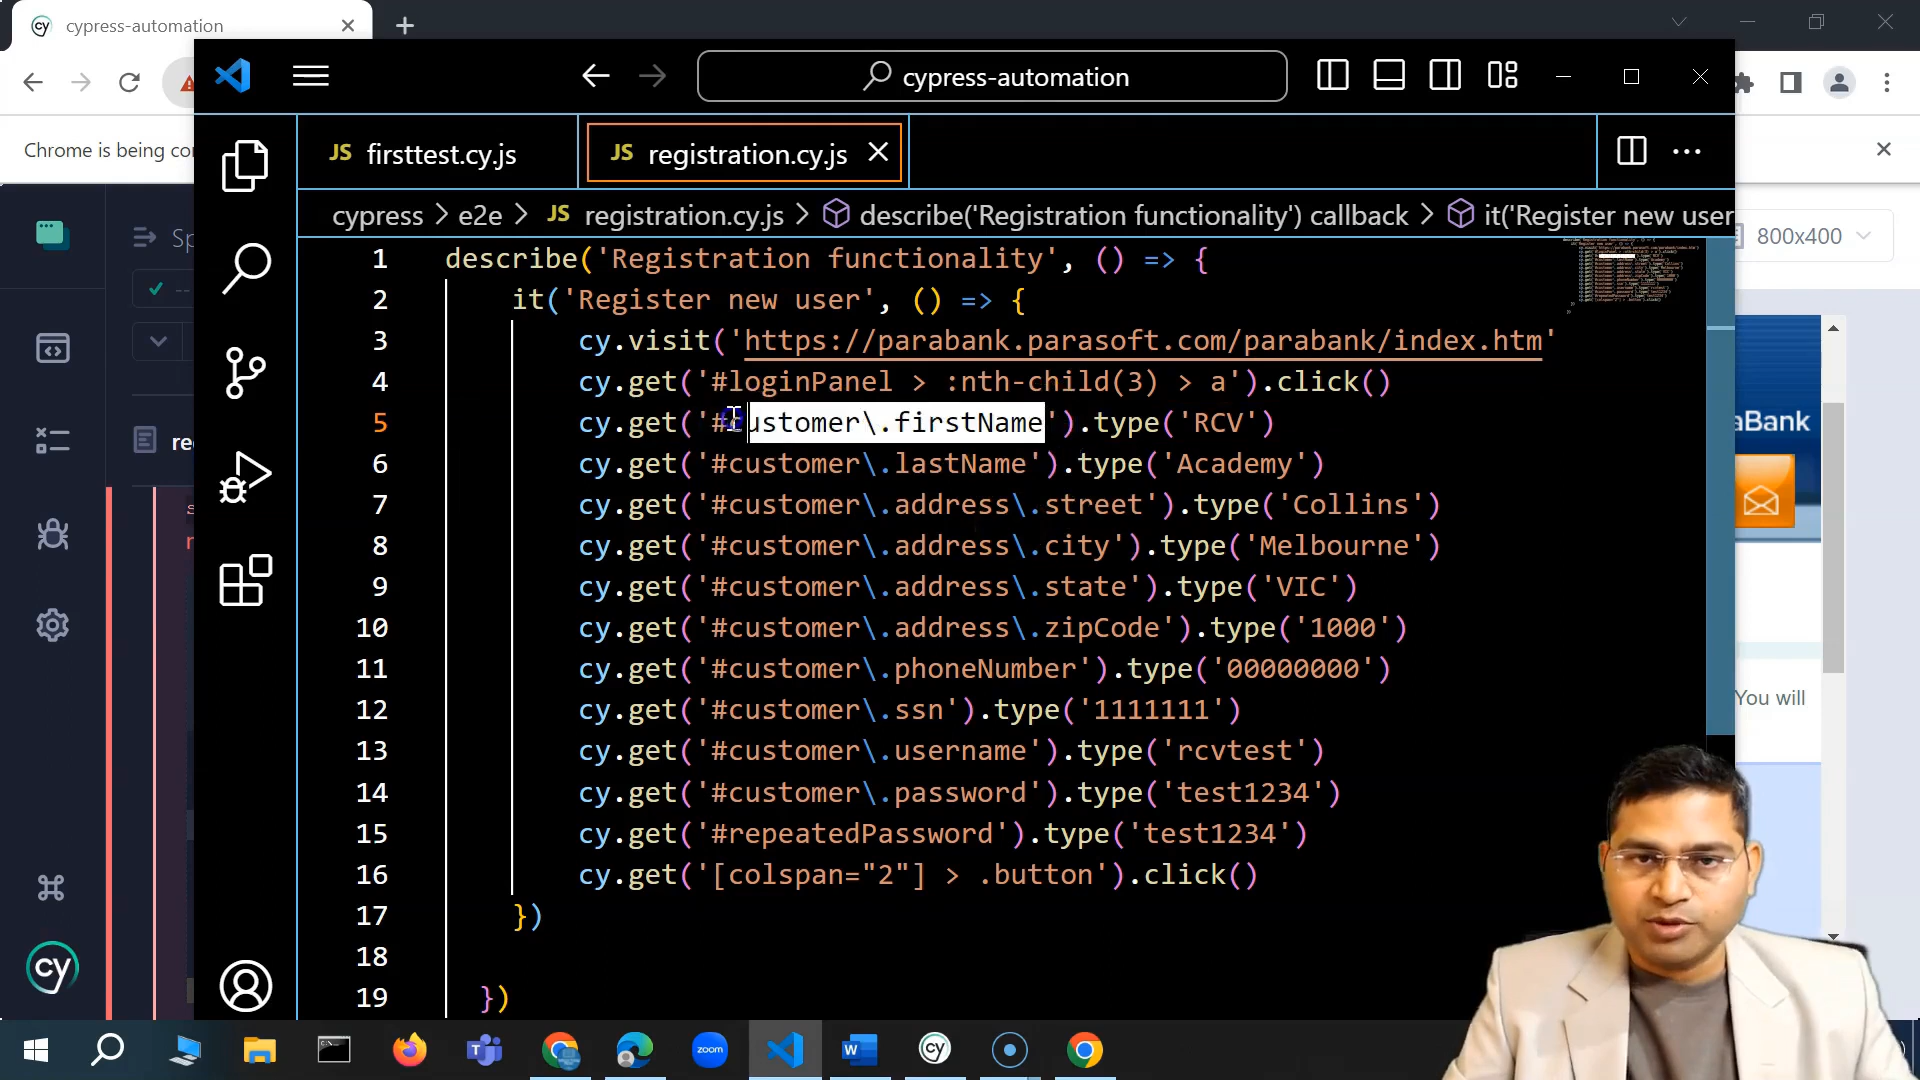 cypress-automation
cypress-automation
Chrome is being co
JS firsttest.cy.js
JS registration.cy.js
cypress > e2e > JS registration.cy.js > describe('Registration functionality') callback > it('Register new user
800x400
1 describe('Registration functionality', () => {
2 it('Register new user', () => {
3 cy.visit('https://parabank.parasoft.com/parabank/index.htm'
4 cy.get('#loginPanel > :nth-child(3) > a').click()
5 cy.get('#customer\.firstName').type('RCV')
6 cy.get('#customer\.lastName').type('Academy')
7 cy.get('#customer\.address\.street').type('Collins')
8 cy.get('#customer\.address\.city').type('Melbourne')
9 cy.get('#customer\.address\.state').type('VIC')
10 cy.get('#customer\.address\.zipCode').type('1000')
11 cy.get('#customer\.phoneNumber').type('00000000')
12 cy.get('#customer\.ssn').type('1111111')
13 cy.get('#customer\.username').type('rcvtest')
14 cy.get('#customer\.password').type('test1234')
15 cy.get('#repeatedPassword').type('test1234')
16 cy.get('[colspan="2"] > .button').click()
17 })
18
19 })
Sp
re
aBank
You will
cy
zoom